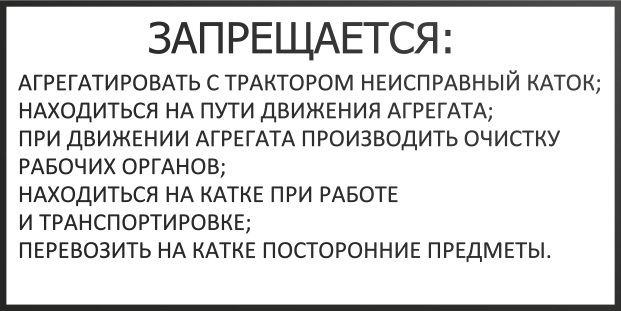 ЗАПРЕЩАЕТСЯ:
АГРЕГАТИРОВАТЬ С ТРАКТОРОМ НЕИСПРАВНЫЙ КАТОК;
НАХОДИТЬСЯ НА ПУТИ ДВИЖЕНИЯ АГРЕГАТА;
ПРИ ДВИЖЕНИИ АГРЕГАТА ПРОИЗВОДИТЬ ОЧИСТКУ
РАБОЧИХ ОРГАНОВ;
НАХОДИТЬСЯ НА КАТКЕ ПРИ РАБОТЕ
И ТРАНСПОРТИРОВКЕ;
ПЕРЕВОЗИТЬ НА КАТКЕ ПОСТОРОННИЕ ПРЕДМЕТЫ.